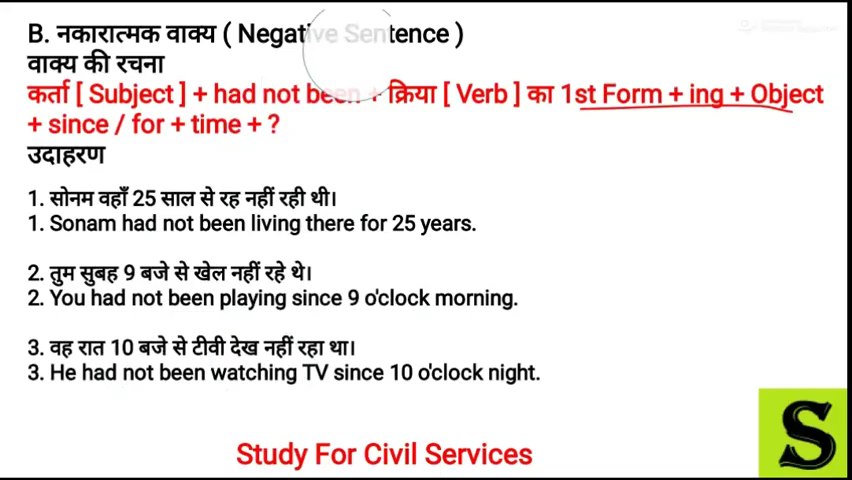 B. नकारात्मक वाक्य ( Negative Sentence )
वाक्य की रचना
कर्ता [ Subject ] + had not been + क्रिया [ Verb ] का 1st Form + ing + Object
+ since / for + time + ?
उदाहरण
1. सोनम वहाँ 25 साल से रह नहीं रही थी।
1. Sonam had not been living there for 25 years.
2. तुम सुबह 9 बजे से खेल नहीं रहे थे।
2. You had not been playing since 9 o'clock morning.
3. वह रात 10 बजे से टीवी देख नहीं रहा था।
3. He had not been watching TV since 10 o'clock night.
Study For Civil Services
S